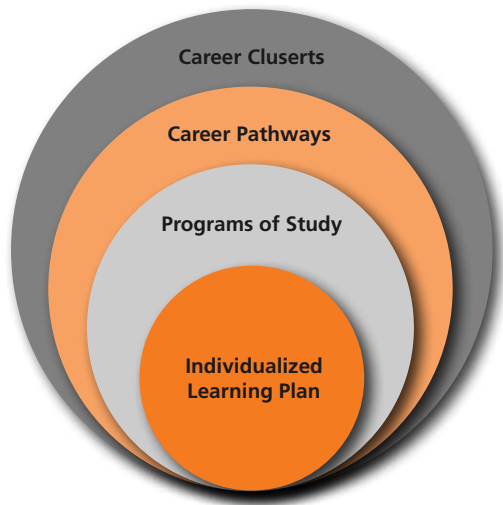 Career Cluserts
Career Pathways
Programs of Study
Individualized
Learning Plan